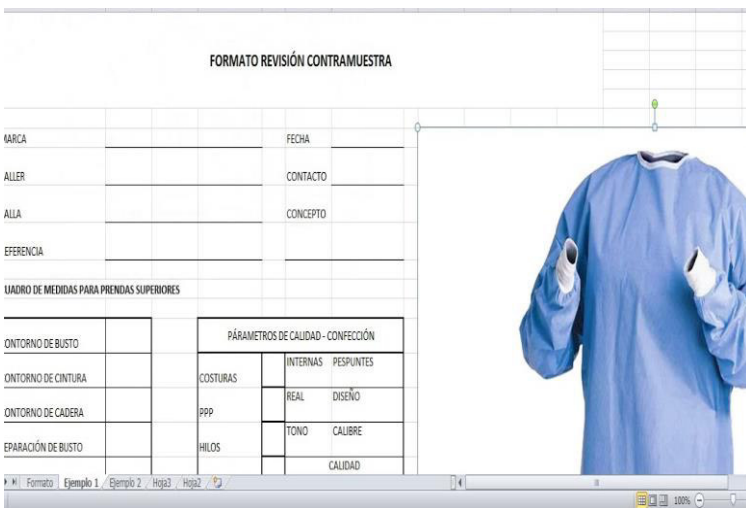 FORMATO REVISIÓN CONTRAMUESTRA
MARCA FECHA
ALLER CONTACTO
ALLA CONCEPTO
EFERENCIA
UADRO DE MEDIDAS PARA PRENDAS SUPERIORES
PÁRAMETROS DE CALIDAD - CONFECCIÓN
ONTORNO DE BUSTO
INTERNAS PESPUNTES
ONTORNO DE CINTURA COSTURAS
REAL DISEÑO
ONTORNO DE CADERA PPP
TONO CALIBRE
EPARACIÓN DE BUSTO HILOS
CALIDAD
Formato Ejemplo 1 Ejemplo 2 Hoja3 Hoja2
100%